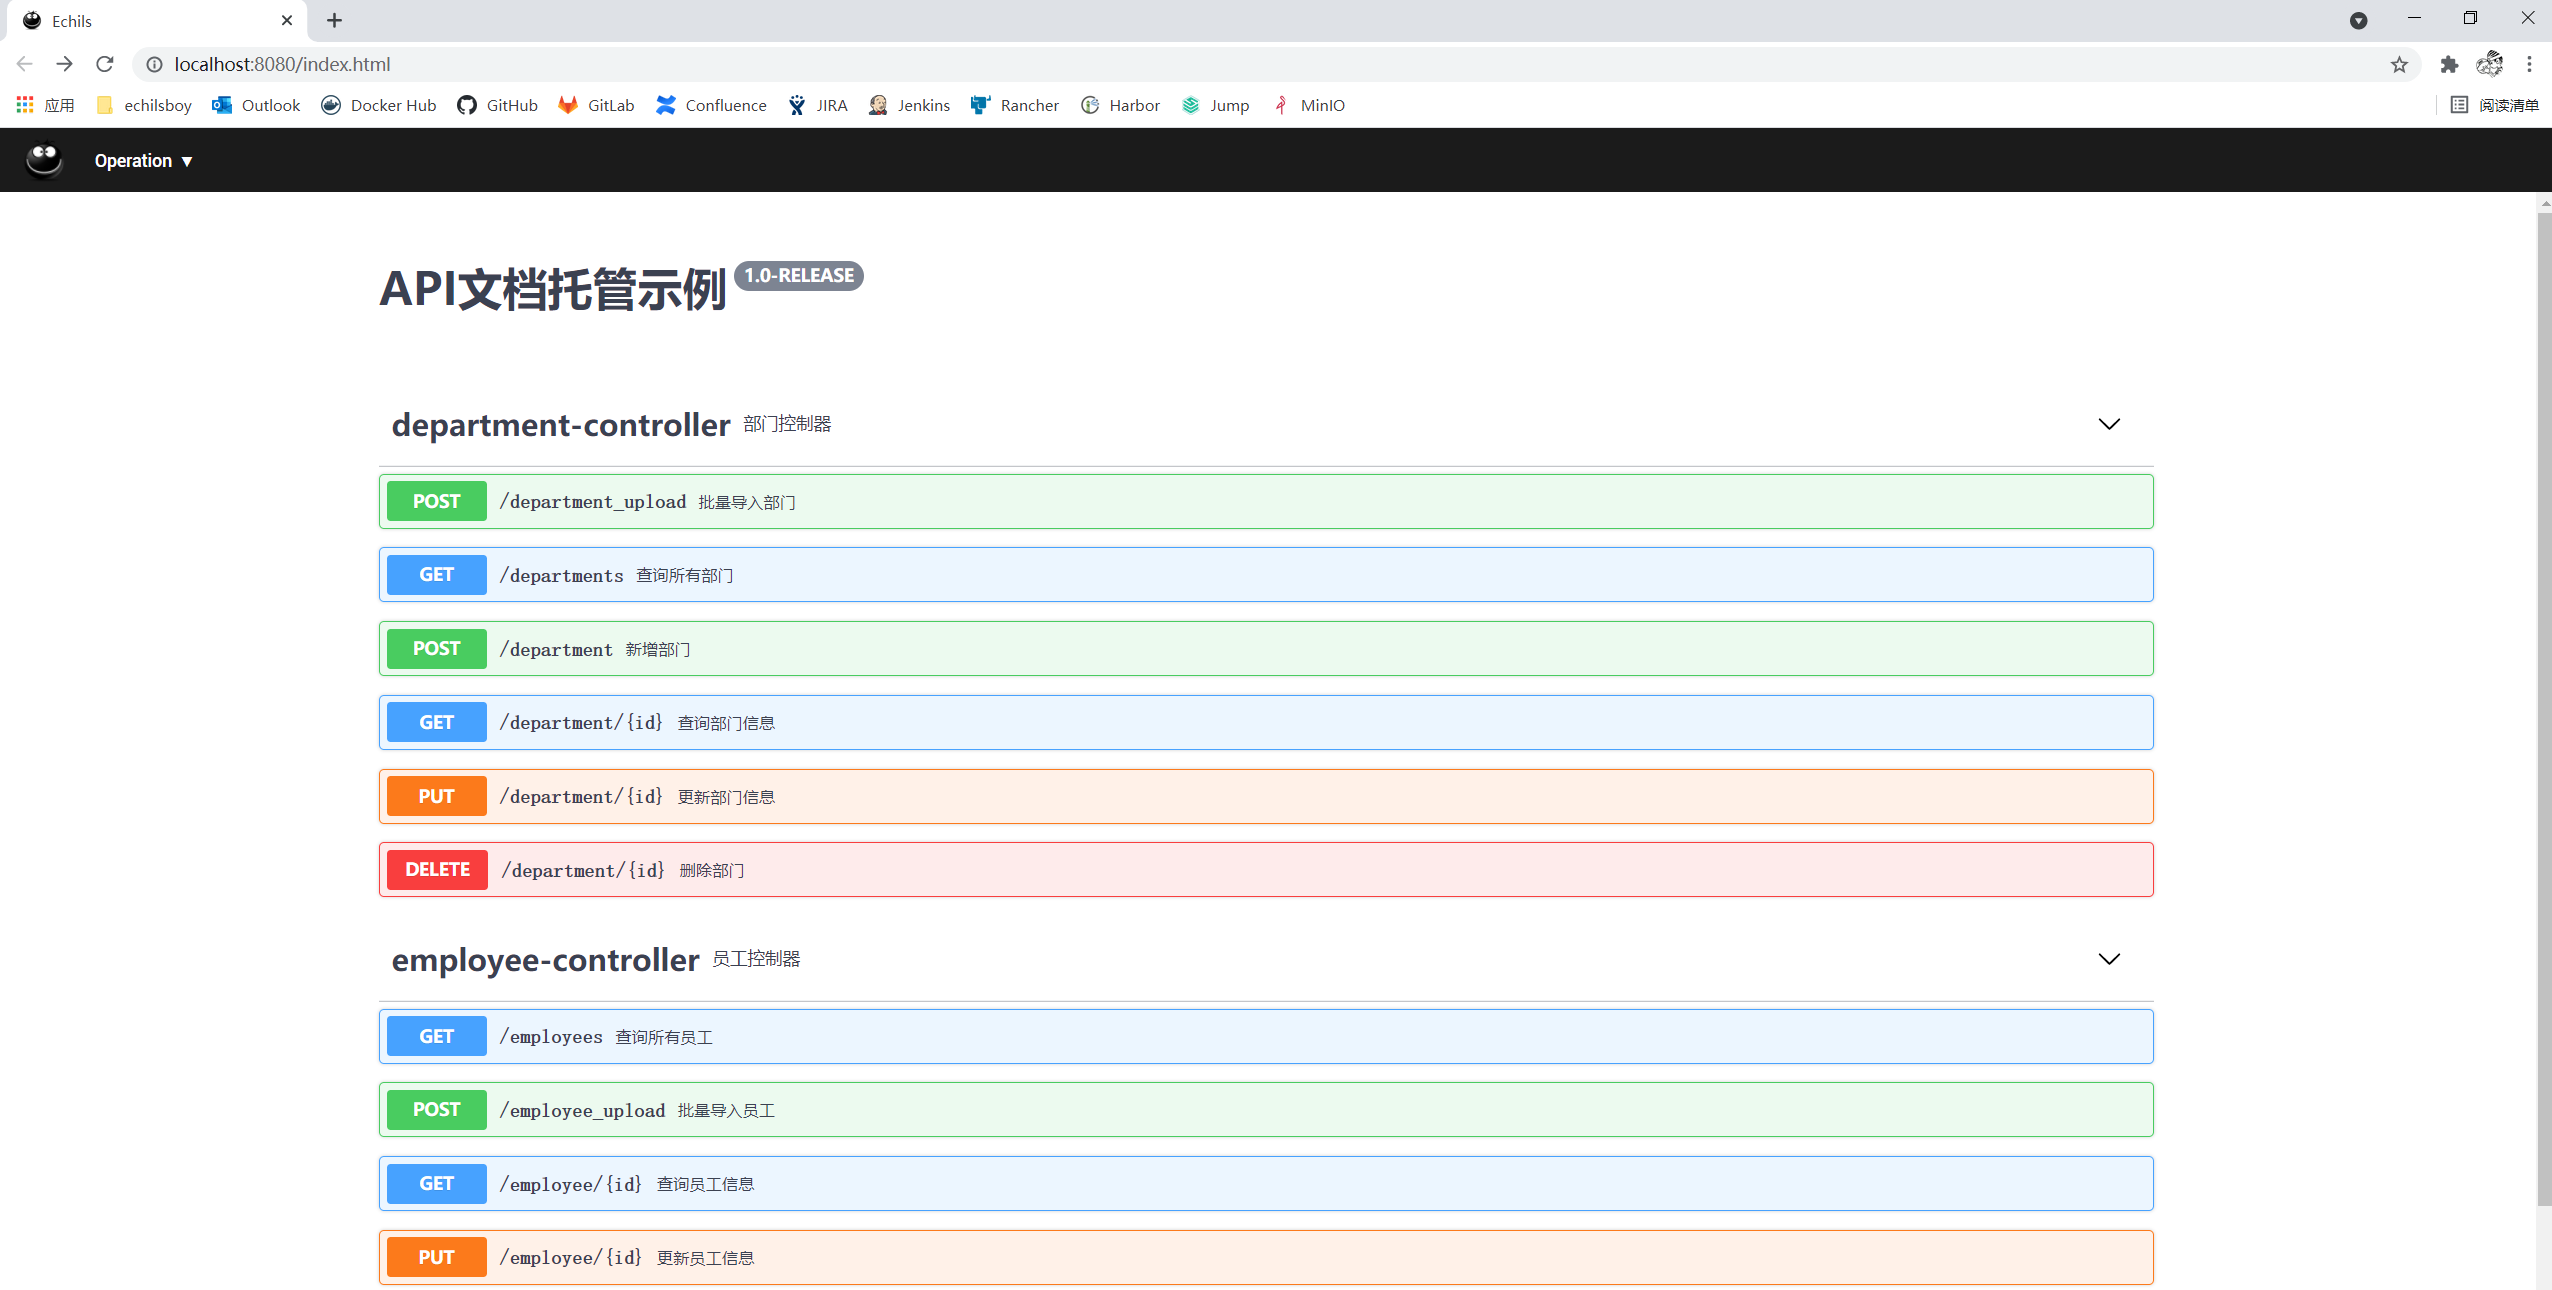 Echils
localhost:8080/index.html
应用 echilsboy Outlook Docker Hub GitHub GitLab Confluence JIRA Jenkins Rancher Harbor Jump MinIO 阅读清单
Operation ▼
API文档托管示例 1.0-RELEASE
department-controller 部门控制器
POST /department_upload 批量导入部门
GET /departments 查询所有部门
POST /department 新增部门
GET /department/{id} 查询部门信息
PUT /department/{id} 更新部门信息
DELETE /department/{id} 删除部门
employee-controller 员工控制器
GET /employees 查询所有员工
POST /employee_upload 批量导入员工
GET /employee/{id} 查询员工信息
PUT /employee/{id} 更新员工信息